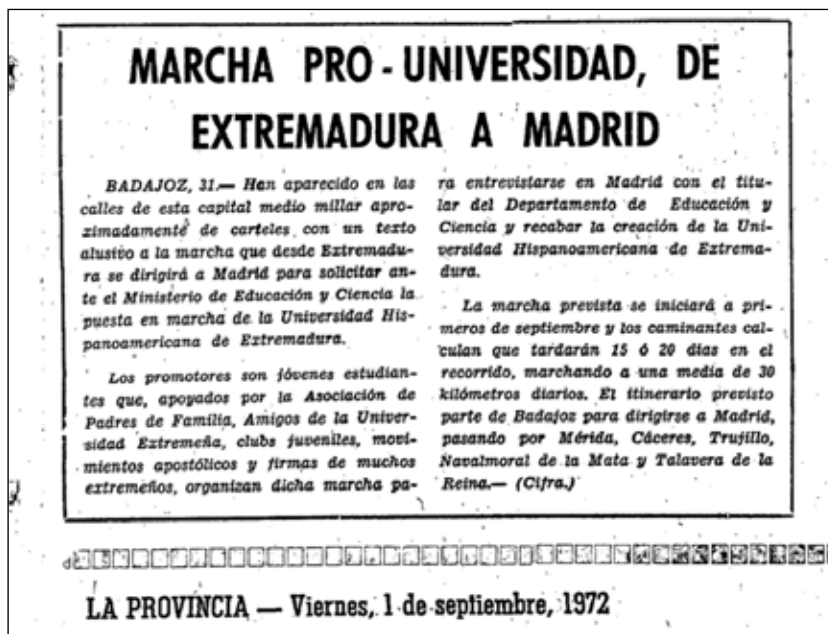 MARCHA PRO - UNIVERSIDAD, DE
EXTREMADURA A MADRID
BADAJOZ, 31.— Han aparecido en las
calles de esta capital medio millar apro-
ximadamente de carteles con un texto
alusivo a la marcha que desde Extremadu-
ra se dirigirá a Madrid para solicitar an-
te el Ministerio de Educación y Ciencia la
puesta en marcha de la Universidad His-
panoamericana de Extremadura.
Los promotores son jóvenes estudian-
tes que, apoyados por la Asociación de
Padres de Familia, Amigos de la Univer-
sidad Extremeña, clubs juveniles, movi-
mientos apostólicos y firmas de muchos
extremeños, organizan dicha marcha pa-
ra entrevistarse en Madrid con el titu-
lar del Departamento de Educación y
Ciencia y recabar la creación de la Uni-
versidad Hispanoamericana de Extrema-
dura.
La marcha prevista se iniciará a pri-
meros de septiembre y los caminantes cal-
culan que tardarán 15 ó 20 dias en el
recorrido, marchando a una media de 30
kilómetros diarios. El itinerario previsto
parte de Badajoz para dirigirse a Madrid,
pasando por Mérida, Cáceres, Trujillo,
Navalmoral de la Mata y Talavera de la
Reina.— (Cifra.)
LA PROVINCIA — Viernes, 1 de septiembre, 1972